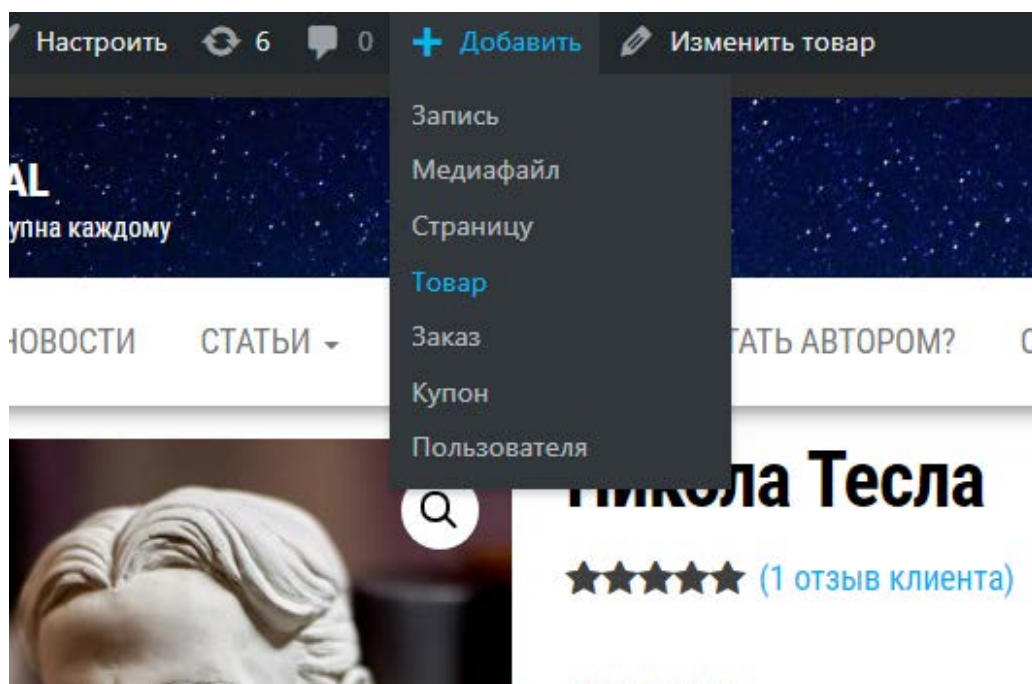 Настроить 6 0 Добавить Изменить товар
Запись
Медиафайл
AL
упна каждому
Страницу
Товар
НОВОСТИ СТАТЬИ Заказ ТАТЬ АВТОРОМ?
Купон
Пользователя
Никола Тесла
(1 отзыв клиента)